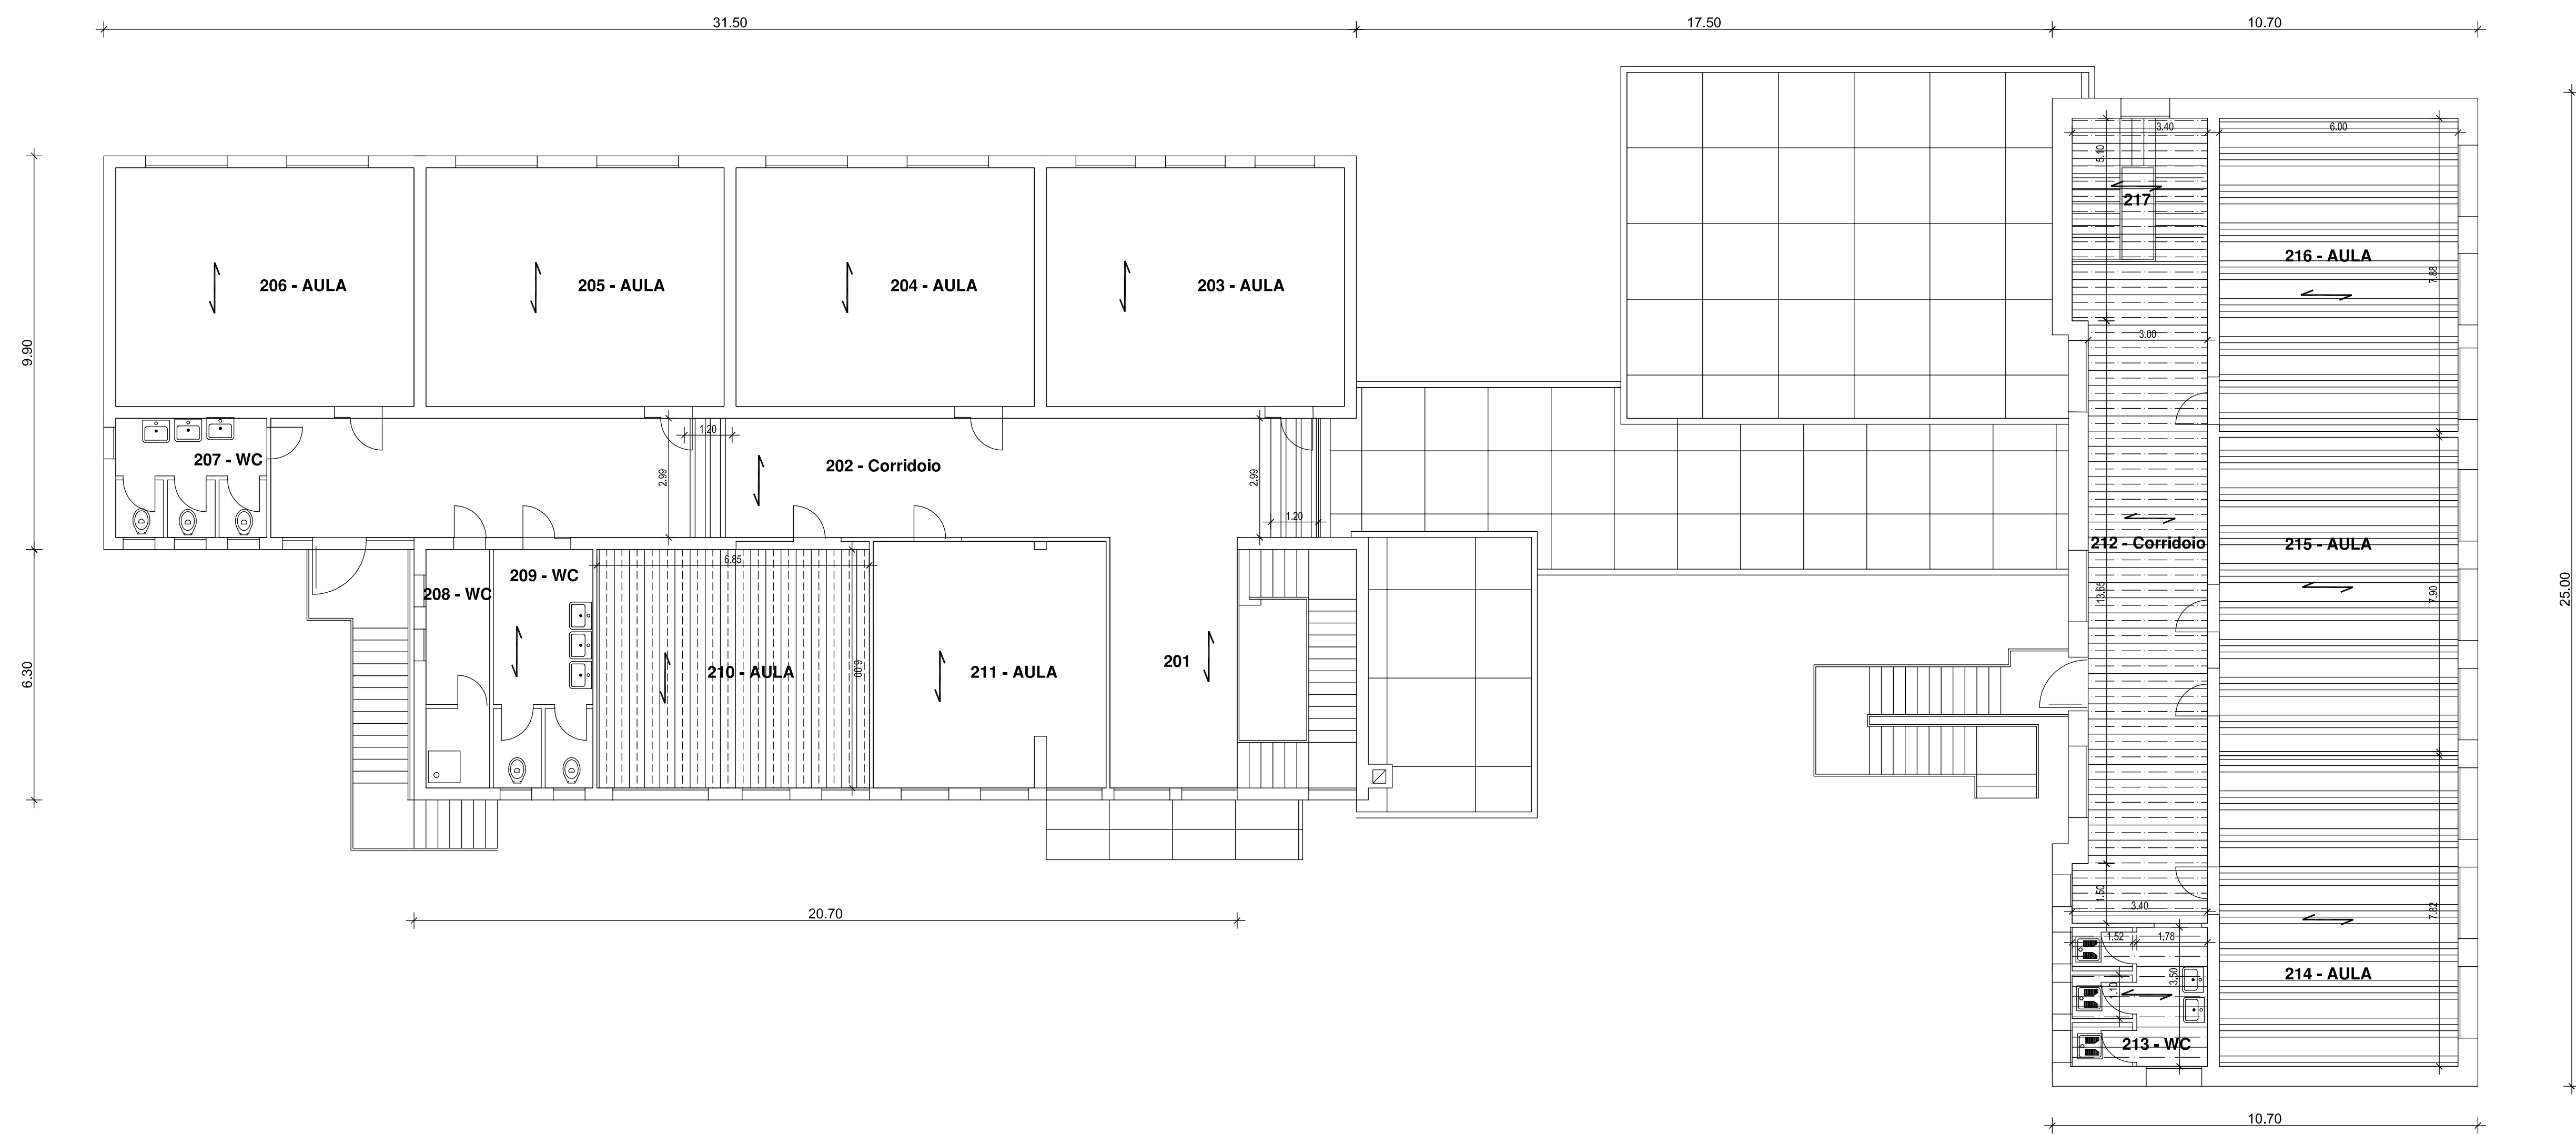 31.50
17.50
10.70
9.90
6.30
25.00
206 - AULA
205 - AULA
204 - AULA
203 - AULA
207 - WC
1.20
2.99
202 - Corridoio
2.99
1.20
208 - WC
209 - WC
6.85
210 - AULA
6.00
211 - AULA
201
20.70
3.40
6.00
5.10
217
216 - AULA
7.88
3.00
212 - Corridoio
215 - AULA
13.65
7.90
1.50
3.40
7.82
1.52
1.78
3.50
1.10
214 - AULA
213 - WC
10.70